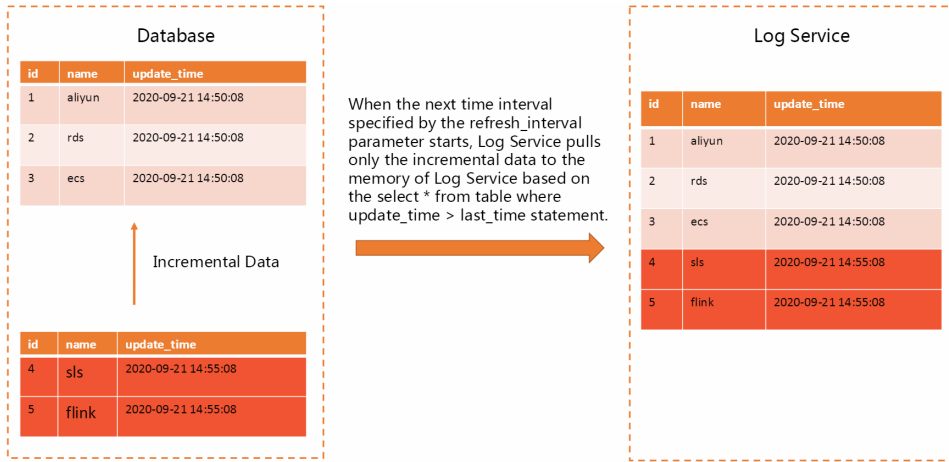 Database
id name update_time
1 aliyun 2020-09-21 14:50:08
2 rds 2020-09-21 14:50:08
3 ecs 2020-09-21 14:50:08
Incremental Data
id name update_time
4 sls 2020-09-21 14:55:08
5 flink 2020-09-21 14:55:08
When the next time interval
specified by the refresh_interval
parameter starts, Log Service pulls
only the incremental data to the
memory of Log Service based on
the select * from table where
update_time > last_time statement.
Log Service
id name update_time
1 aliyun 2020-09-21 14:50:08
2 rds 2020-09-21 14:50:08
3 ecs 2020-09-21 14:50:08
4 sls 2020-09-21 14:55:08
5 flink 2020-09-21 14:55:08